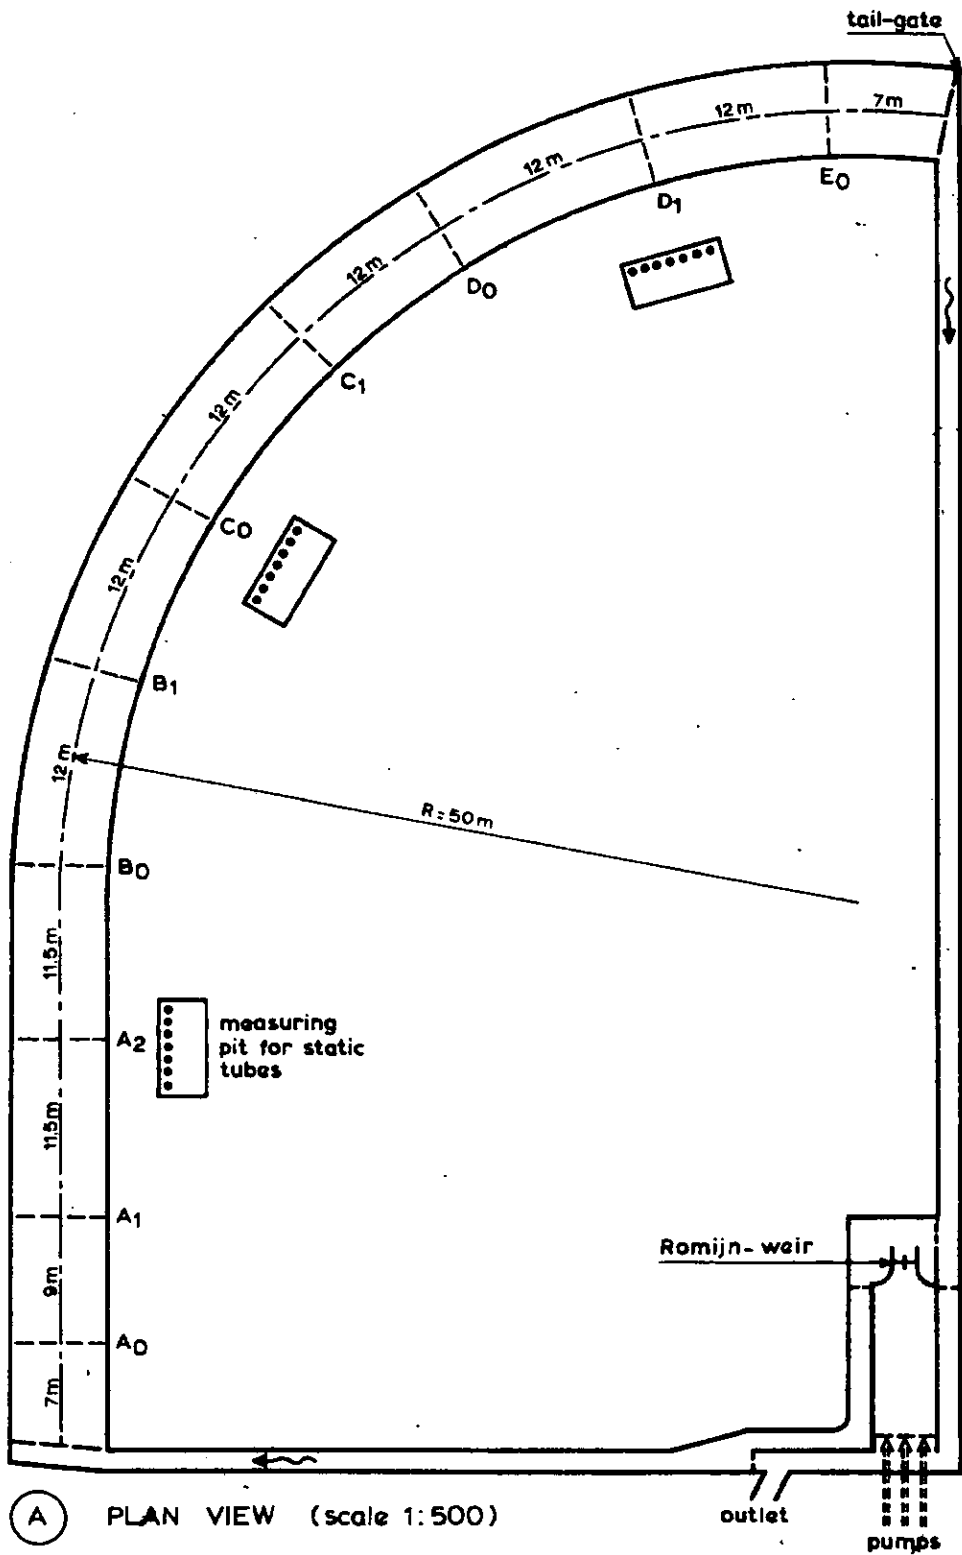 tail-gate
7m
12m
E0
12m
D1
12m
D0
12m
C1
12m
C0
12m
B1
R=50m
B0
11.5m
A2
measuring
pit for static
tubes
11.5m
A1
Romijn-weir
9m
A0
7m
A
PLAN VIEW (scale 1:500)
outlet
pumps